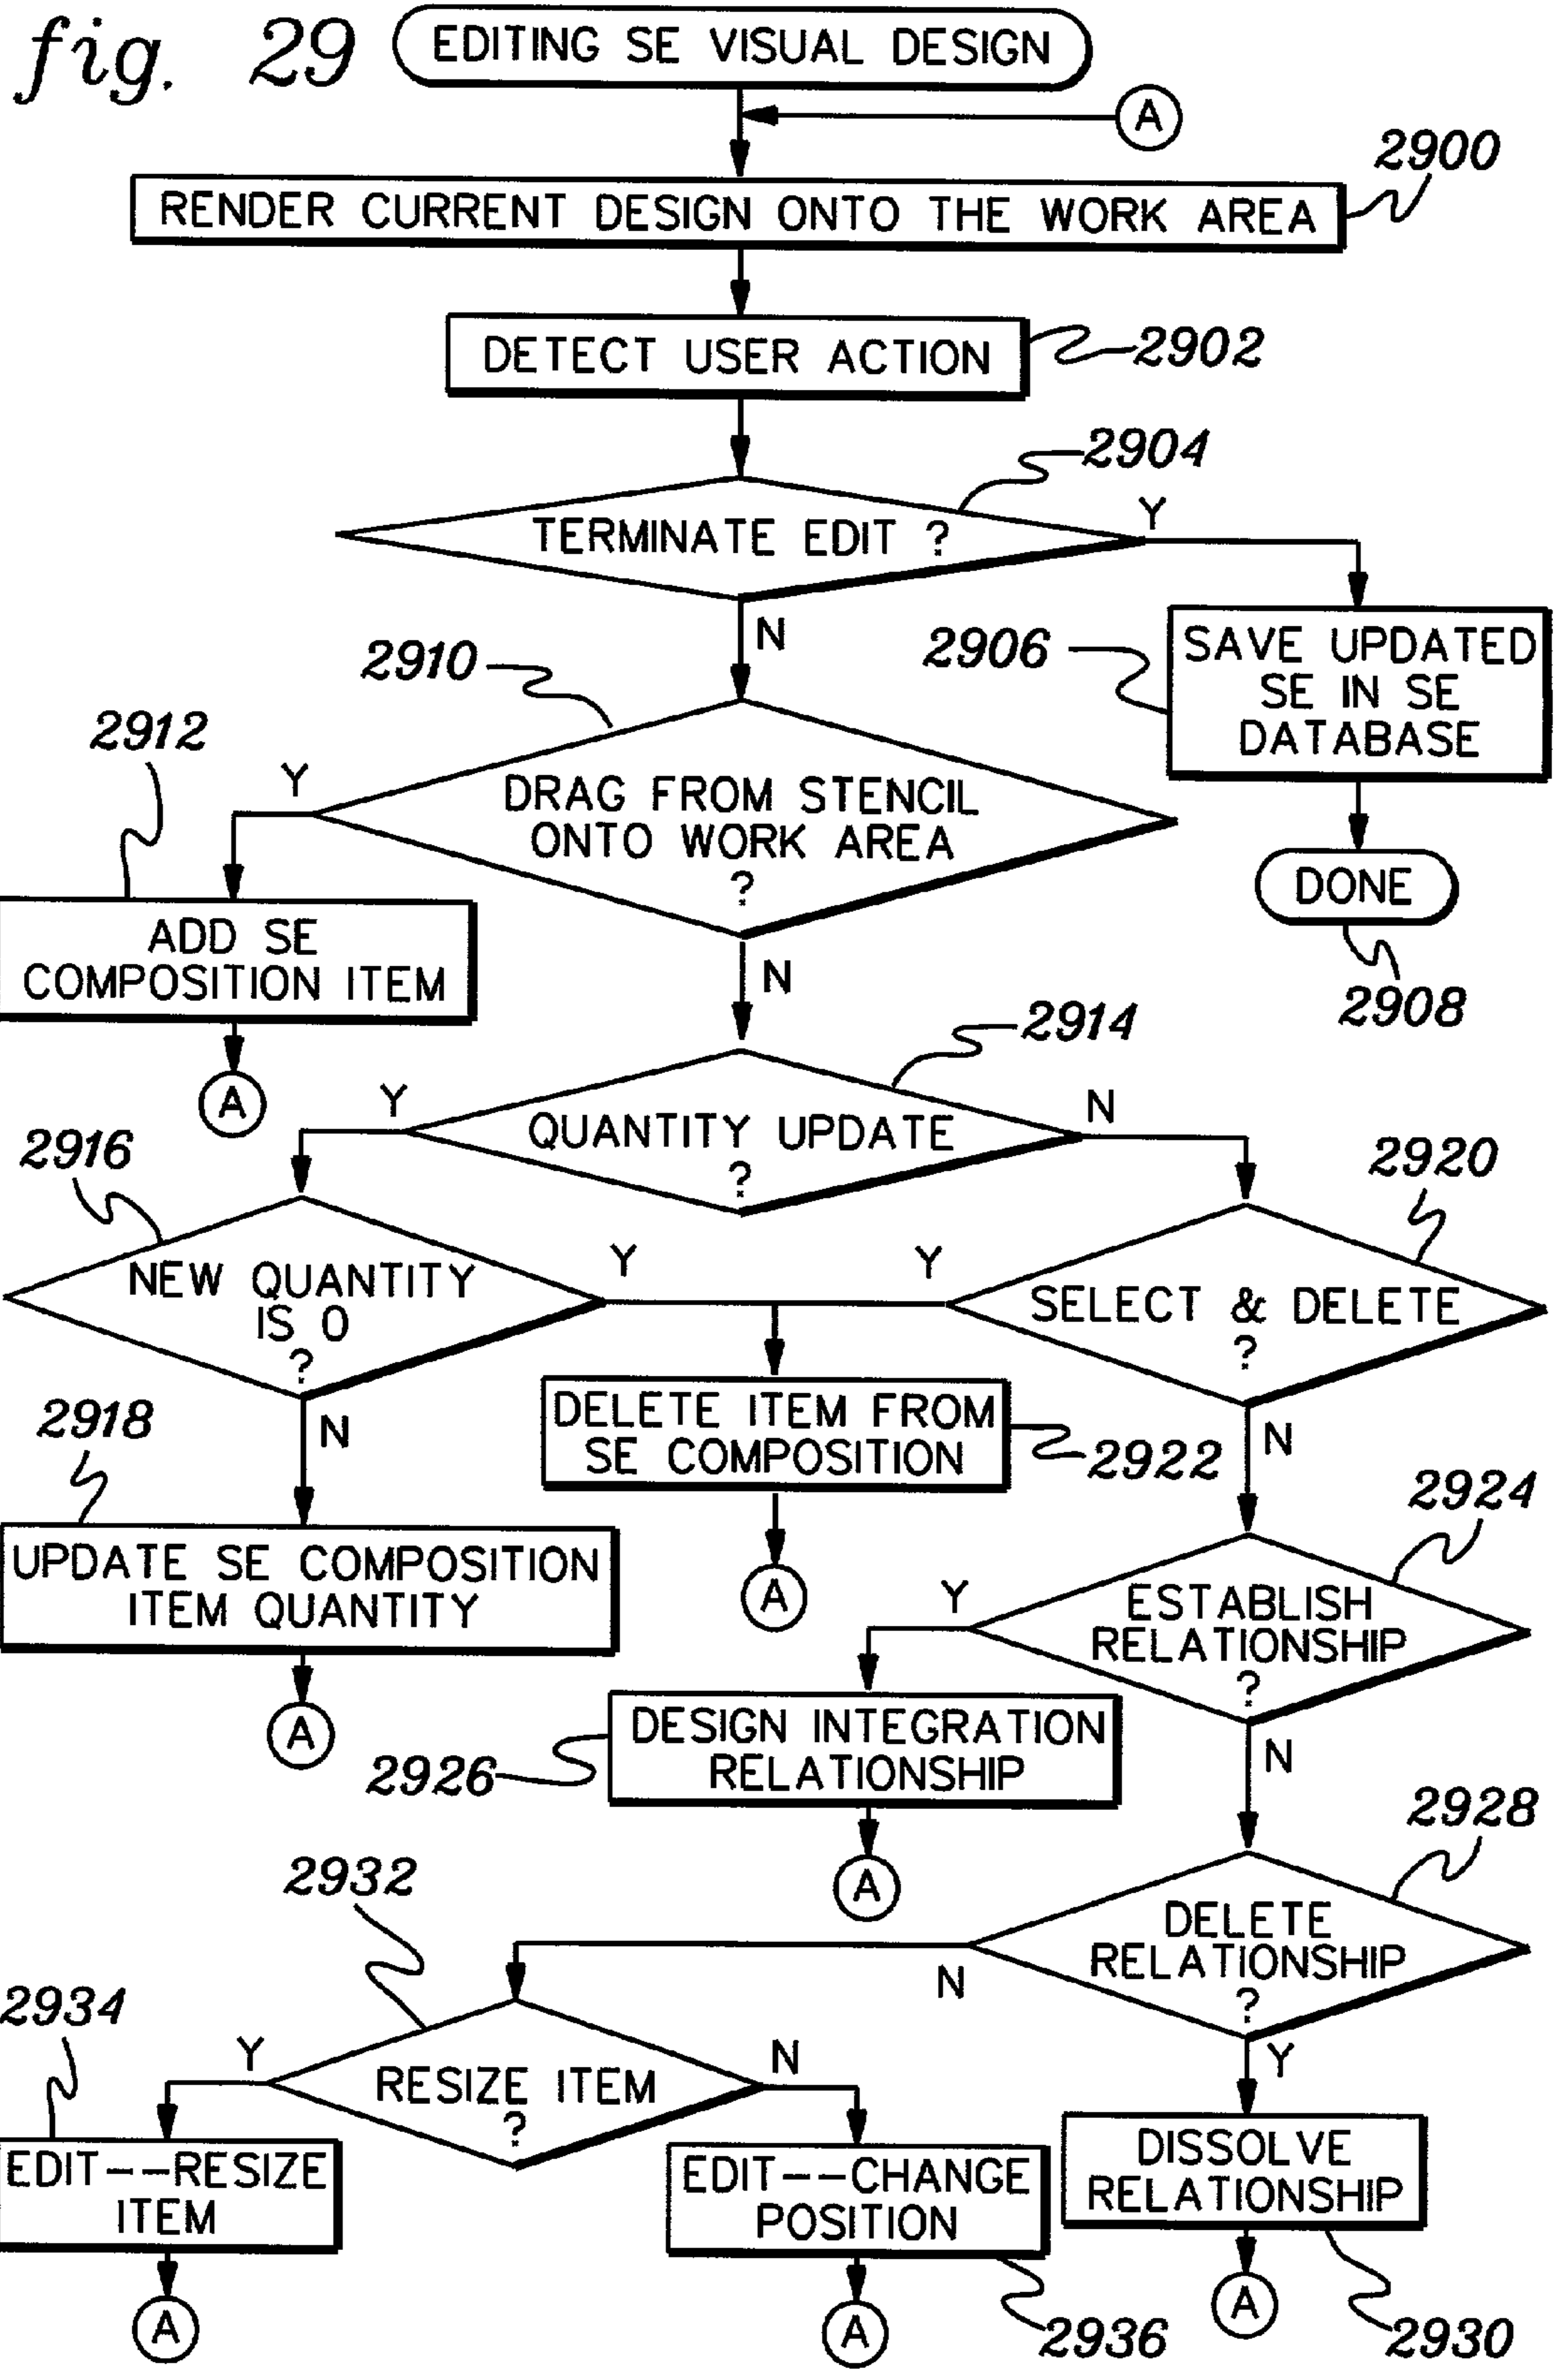 fig. 29
EDITING SE VISUAL DESIGN
A
2900
RENDER CURRENT DESIGN ONTO THE WORK AREA
DETECT USER ACTION
2902
2904
TERMINATE EDIT ?
Y
N
2906
SAVE UPDATED
SE IN SE
DATABASE
2910
2912
Y
DRAG FROM STENCIL
ONTO WORK AREA
?
DONE
2908
ADD SE
COMPOSITION ITEM
N
A
2914
Y
QUANTITY UPDATE
?
N
2916
2920
NEW QUANTITY
IS 0
?
Y
Y
SELECT & DELETE
?
2918
N
DELETE ITEM FROM
SE COMPOSITION
2922
N
2924
UPDATE SE COMPOSITION
ITEM QUANTITY
A
Y
ESTABLISH
RELATIONSHIP
?
A
DESIGN INTEGRATION
RELATIONSHIP
2926
N
2928
A
2932
DELETE
RELATIONSHIP
?
N
2934
Y
RESIZE ITEM
?
N
Y
EDIT--RESIZE
ITEM
EDIT--CHANGE
POSITION
DISSOLVE
RELATIONSHIP
A
A
2936
A
2930